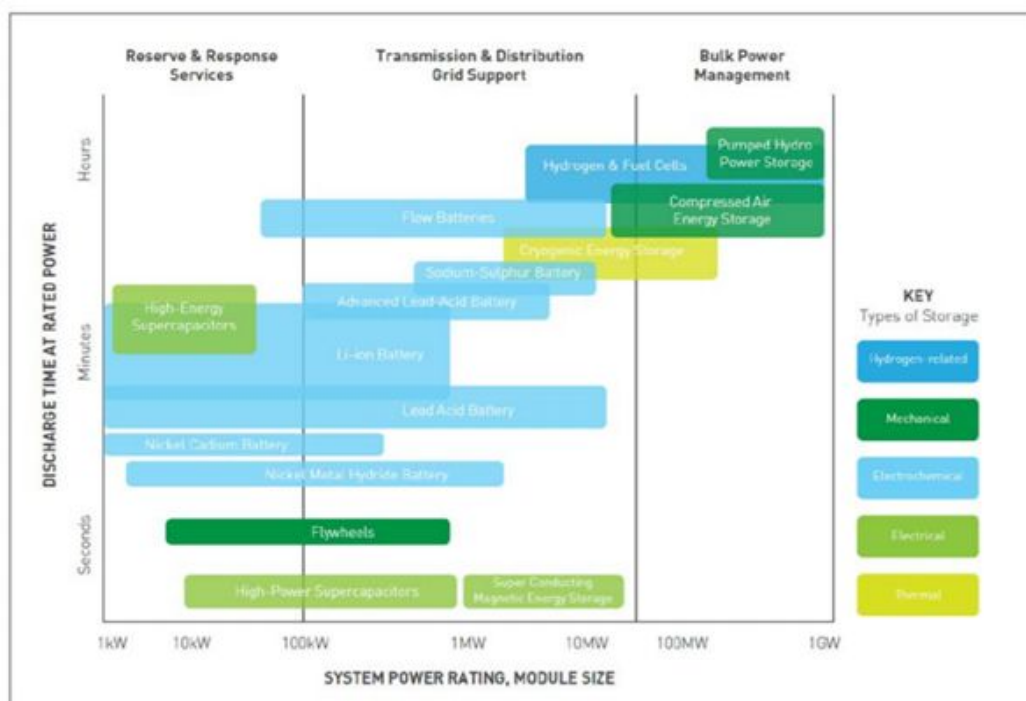 Reserve & Response
Services
Transmission & Distribution
Grid Support
Bulk Power
Management
DISCHARGE TIME AT RATED POWER
Hours
Minutes
Seconds
Pumped Hydro
Power Storage
Hydrogen & Fuel Cells
Compressed Air
Energy Storage
Flow Batteries
Cryogenic Energy Storage
Sodium-Sulphur Battery
Advanced Lead-Acid Battery
High-Energy
Supercapacitors
Li-ion Battery
Lead Acid Battery
Nickel Cadium Battery
Nickel Metal Hydride Battery
Flywheels
High-Power Supercapacitors
Super Conducting
Magnetic Energy Storage
1kW
10kW
100kW
1MW
10MW
100MW
1GW
SYSTEM POWER RATING, MODULE SIZE
KEY
Types of Storage
Hydrogen-related
Mechanical
Electrochemical
Electrical
Thermal